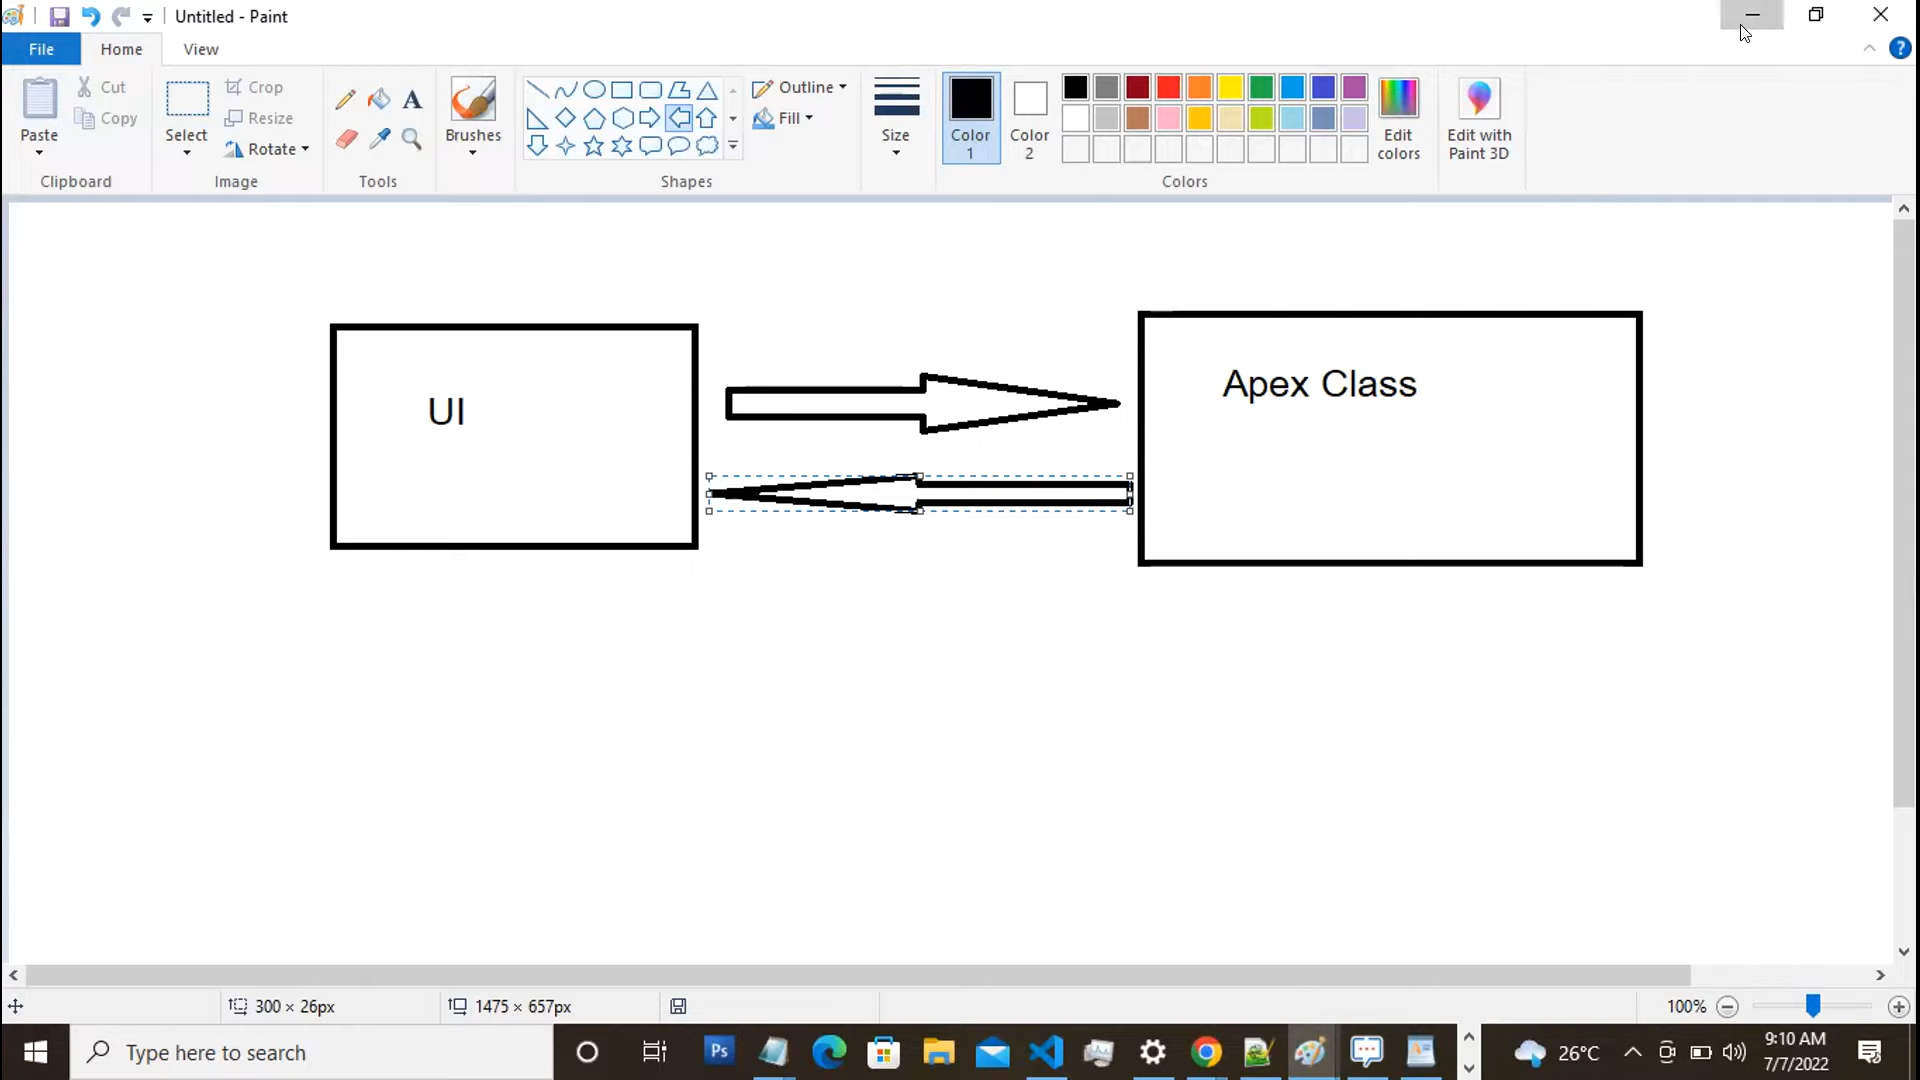 Untitled - Paint
File Home View
Paste
Cut
Copy
Clipboard
Select
Crop
Resize
Rotate
Image
A
Tools
Brushes
Outline
Fill
Shapes
Size
Color 1
Color 2
Edit colors
Edit with Paint 3D
Colors
UI
Apex Class
300 × 26px
1475 × 657px
100%
Type here to search
Ps
26°C
9:10 AM
7/7/2022